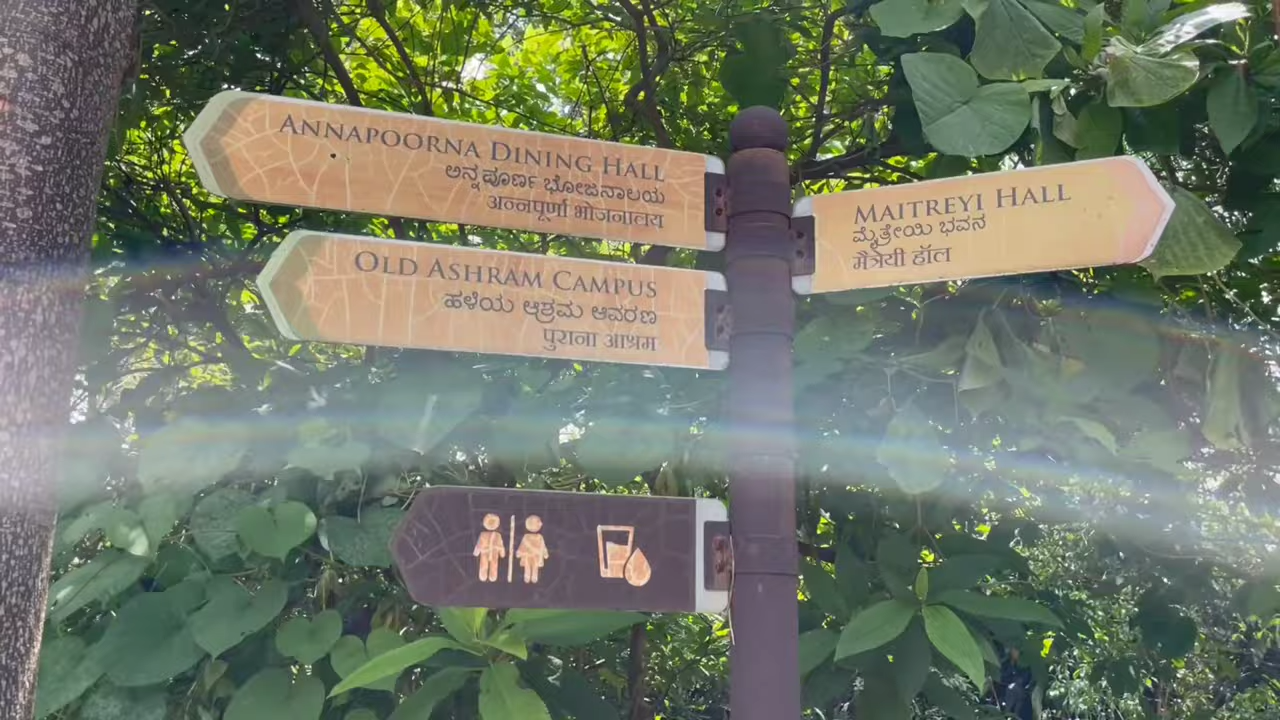 ANNAPOORNA DINING HALL
ಅನ್ನಪೂರ್ಣ ಭೋಜನಾಲಯ
अन्नपूर्णा भोजनालय
OLD ASHRAM CAMPUS
ಹಳೆಯ ಆಶ್ರಮ ಆವರಣ
पुराना आश्रम
MAITREYI HALL
ಮೈತ್ರೇಯಿ ಭವನ
मैत्रेयी हॉल